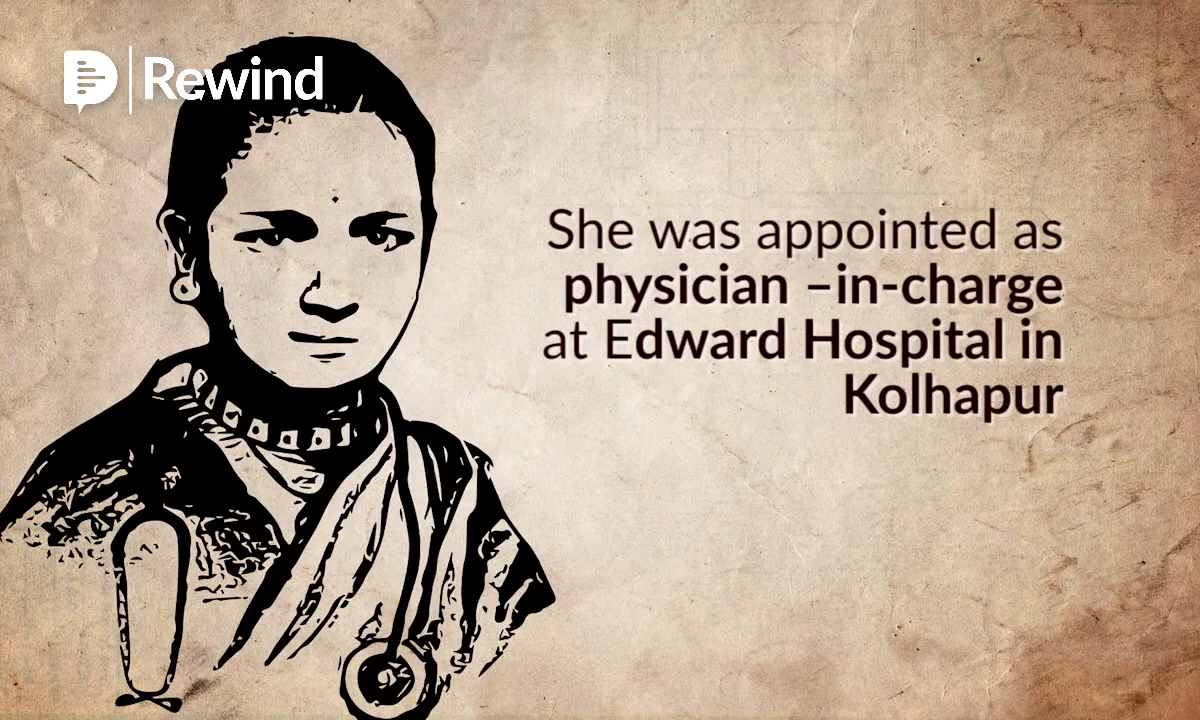 Rewind
She was appointed as
physician –in-charge
at Edward Hospital in
Kolhapur